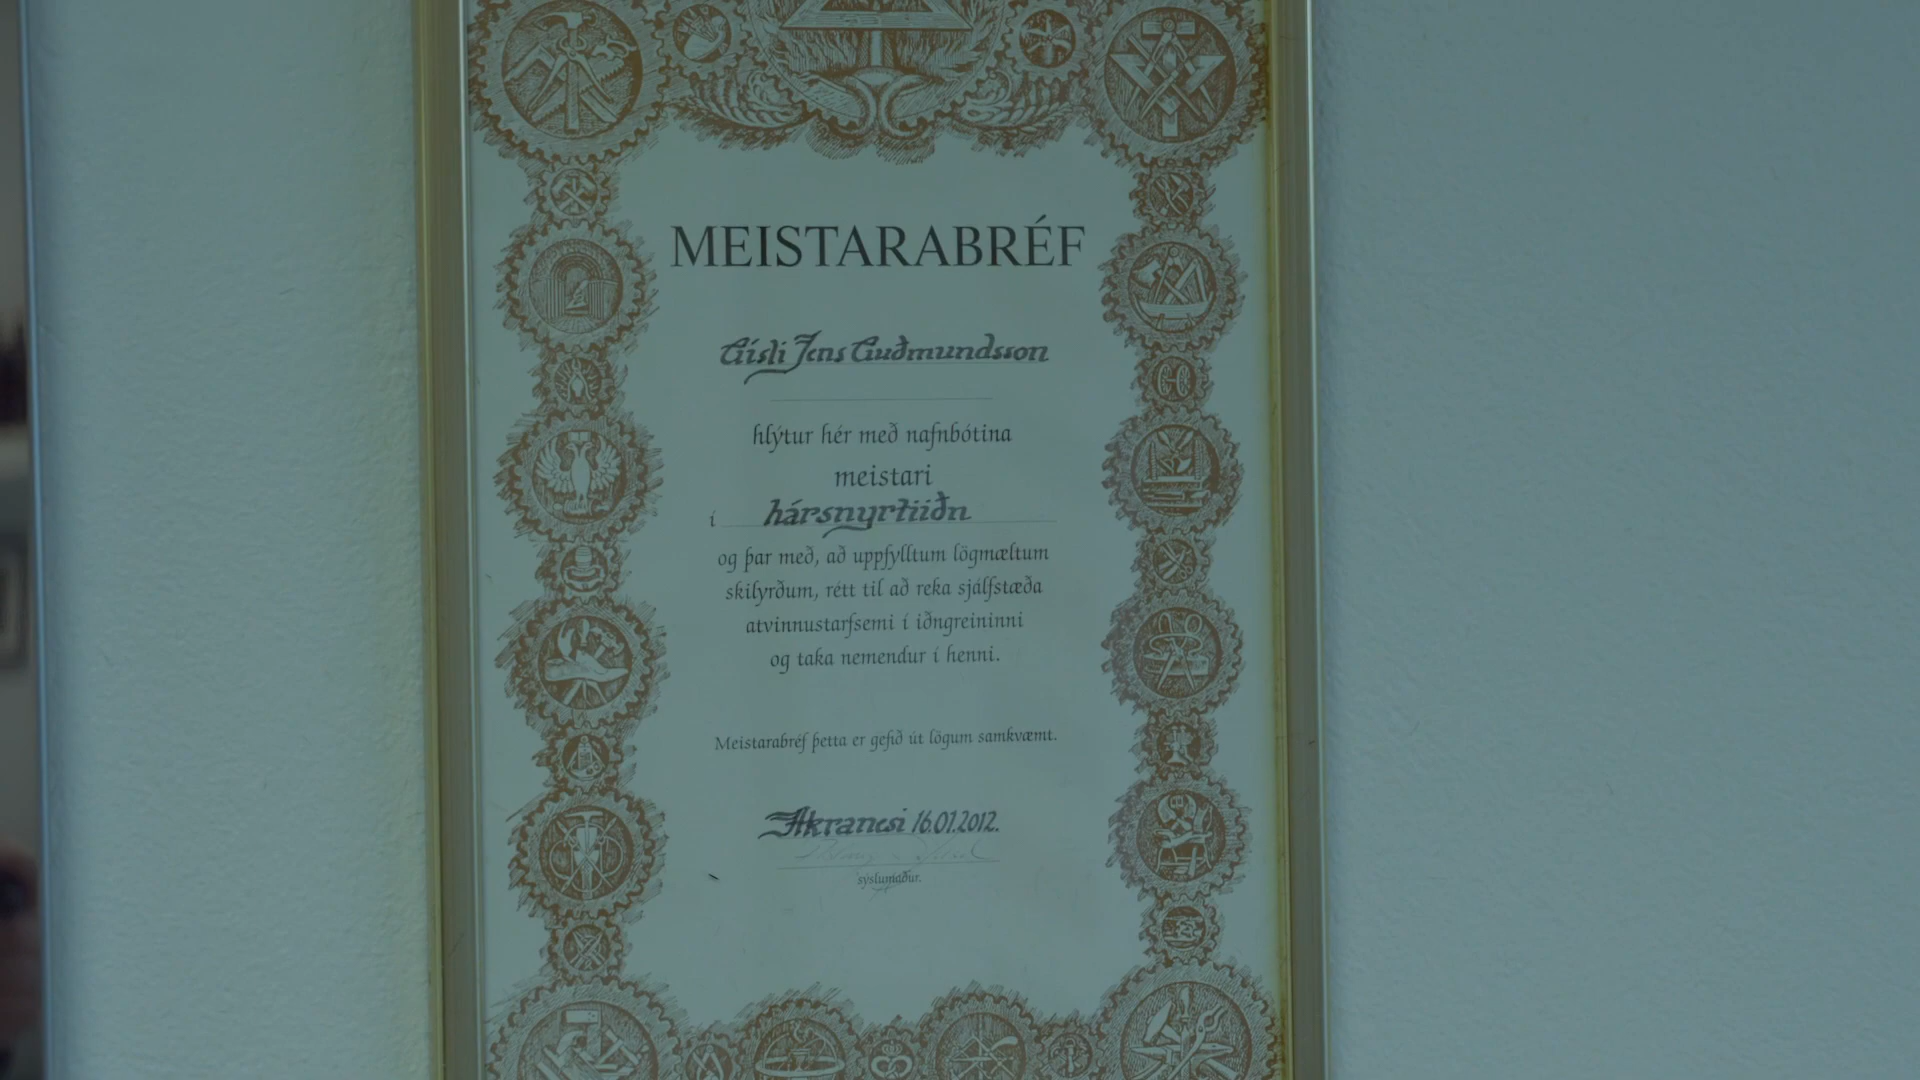 MEISTARABRÉF
Gísli Jens Guðmundsson
hlýtur hér með nafnbótina
meistari
í hársnyrtiiðn
og þar með, að uppfylltum lögmæltum
skilyrðum, rétt til að reka sjálfstæða
atvinnustarfsemi í iðngreininni
og taka nemendur í henni.
Meistarabréf þetta er gefið út lögum samkvæmt.
Akranesi 16.01.2012.
sýslumaður.